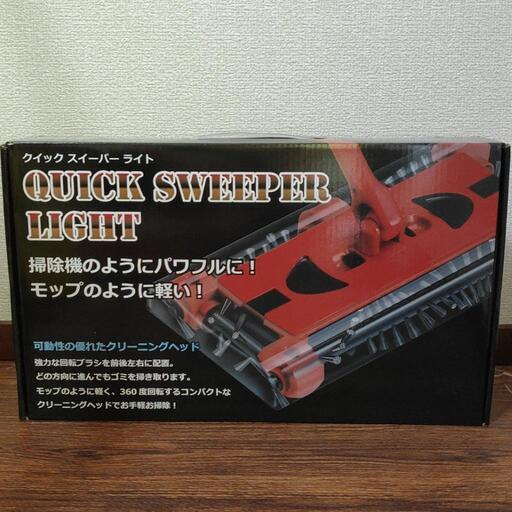 クイック スイーパー ライト
QUICK SWEEPER
LIGHT
掃除機のようにパワフルに！
モップのように軽い！
可動性の優れたクリーニングヘッド
強力な回転ブラシを前後左右に配置。
どの方向に進んでもゴミを掃き取ります。
モップのように軽く、360度回転するコンパクトな
クリーニングヘッドでお手軽お掃除！